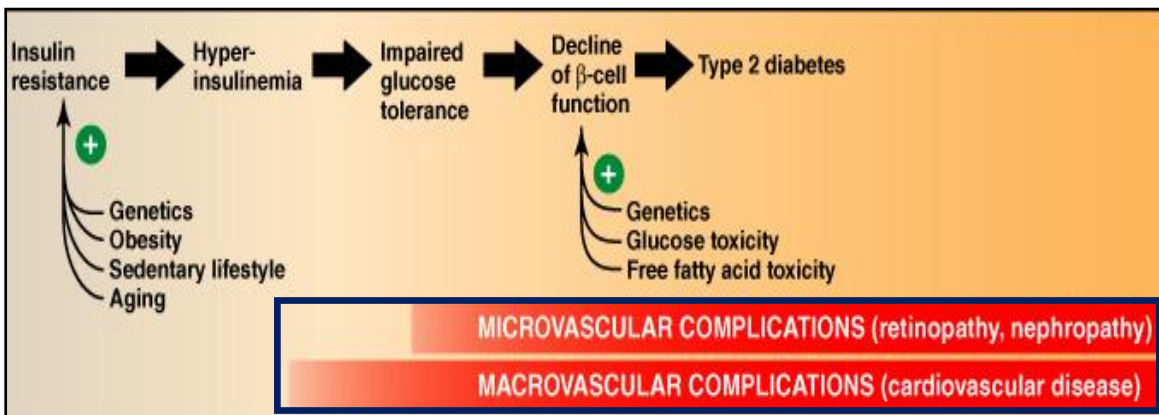 Insulin
resistance
Hyper-
insulinemia
Impaired
glucose
tolerance
Decline
of β-cell
function
Type 2 diabetes
+
Genetics
Obesity
Sedentary lifestyle
Aging
+
Genetics
Glucose toxicity
Free fatty acid toxicity
MICROVASCULAR COMPLICATIONS (retinopathy, nephropathy)
MACROVASCULAR COMPLICATIONS (cardiovascular disease)